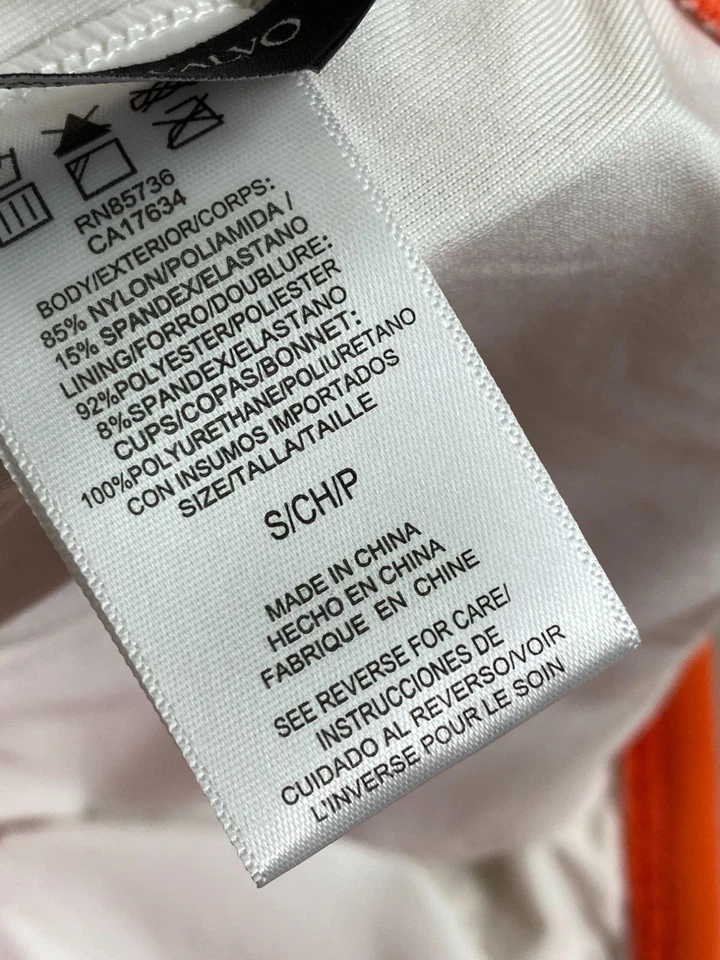 ALVO
RN85736
CA17634
BODY/EXTERIOR/CORPS:
85% NYLON/POLIAMIDA /
15% SPANDEX/ELASTANO
LINING/FORRO/DOUBLURE:
92%POLYESTER/POLIESTER
8%SPANDEX/ELASTANO
CUPS/COPAS/BONNET:
100%POLYURETHANE/POLIURETANO
CON INSUMOS IMPORTADOS
SIZE/TALLA/TAILLE
S/CH/P
MADE IN CHINA
HECHO EN CHINA
FABRIQUE EN CHINE
SEE REVERSE FOR CARE/
INSTRUCCIONES DE
CUIDADO AL REVERSO/VOIR
L'INVERSE POUR LE SOIN